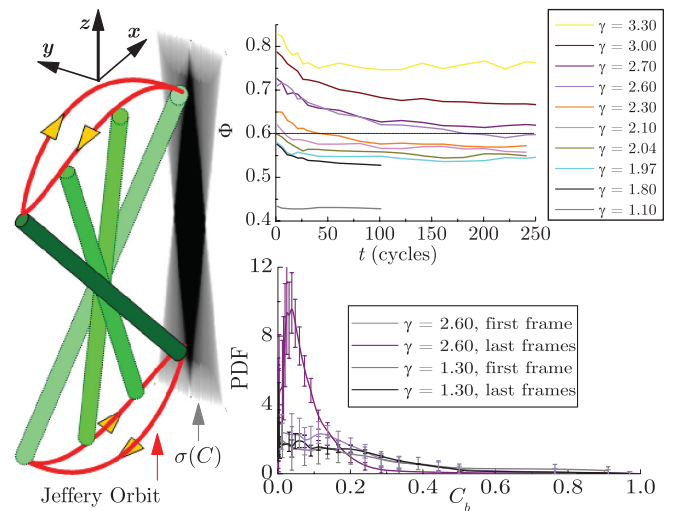 z
x
y
σ(C)
Jeffery Orbit
Φ
0.8
0.7
0.6
0.5
0.4
0 50 100 150 200 250
t (cycles)
γ = 3.30
γ = 3.00
γ = 2.70
γ = 2.60
γ = 2.30
γ = 2.10
γ = 2.04
γ = 1.97
γ = 1.80
γ = 1.10
PDF
12
8
4
0
γ = 2.60, first frame
γ = 2.60, last frames
γ = 1.30, first frame
γ = 1.30, last frames
0.0 0.2 0.4 0.6 0.8 1.0
C_b